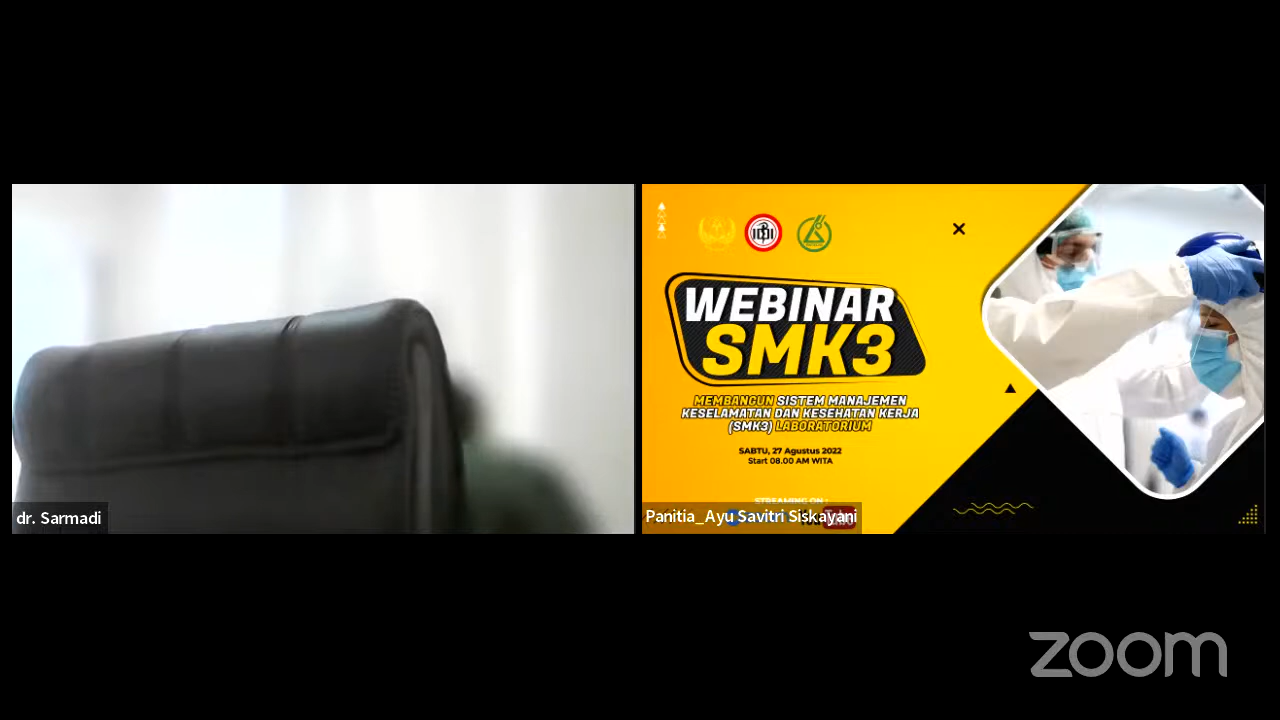 dr. Sarmadi
IDI
WEBINAR
SMK3
MEMBANGUN SISTEM MANAJEMEN
KESELAMATAN DAN KESEHATAN KERJA
(SMK3) LABORATORIUM
SABTU, 27 Agustus 2022
Start 08.00 AM WITA
STREAMING ON :
Panitia_Ayu Savitri Siskayani
zoom